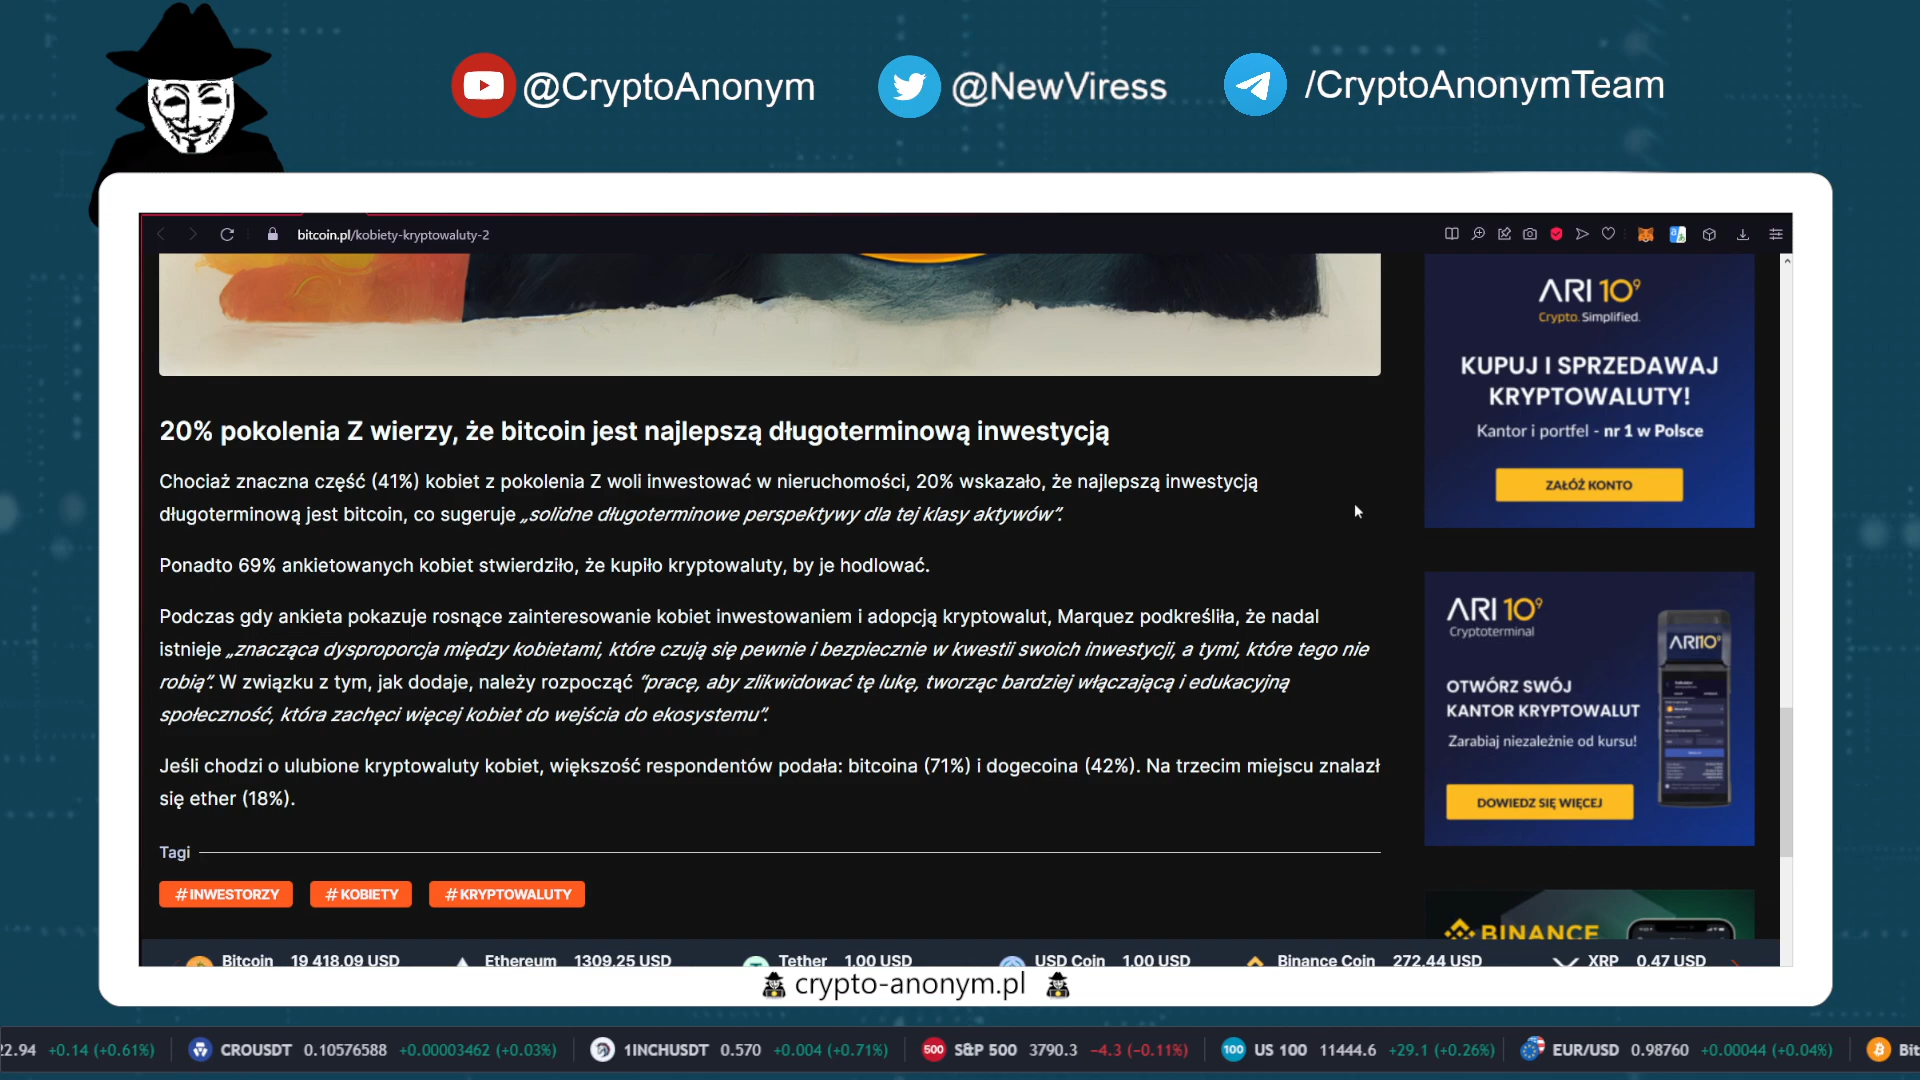 @CryptoAnonym @NewViress /CryptoAnonymTeam
bitcoin.pl/kobiety-kryptowaluty-2
20% pokolenia Z wierzy, że bitcoin jest najlepszą długoterminową inwestycją
Chociaż znaczna część (41%) kobiet z pokolenia Z woli inwestować w nieruchomości, 20% wskazało, że najlepszą inwestycją
długoterminową jest bitcoin, co sugeruje „solidne długoterminowe perspektywy dla tej klasy aktywów”.
Ponadto 69% ankietowanych kobiet stwierdziło, że kupiło kryptowaluty, by je hodlować.
Podczas gdy ankieta pokazuje rosnące zainteresowanie kobiet inwestowaniem i adopcją kryptowalut, Marquez podkreśliła, że nadal
istnieje „znacząca dysproporcja między kobietami, które czują się pewnie i bezpiecznie w kwestii swoich inwestycji, a tymi, które tego nie
robią”. W związku z tym, jak dodaje, należy rozpocząć “pracę, aby zlikwidować tę lukę, tworząc bardziej włączającą i edukacyjną
społeczność, która zachęci więcej kobiet do wejścia do ekosystemu”.
Jeśli chodzi o ulubione kryptowaluty kobiet, większość respondentów podała: bitcoina (71%) i dogecoina (42%). Na trzecim miejscu znalazł
się ether (18%).
Tagi
#INWESTORZY #KOBIETY #KRYPTOWALUTY
ARI 10⁹
Crypto. Simplified.
KUPUJ I SPRZEDAWAJ
KRYPTOWALUTY!
Kantor i portfel - nr 1 w Polsce
ZAŁÓŻ KONTO
ARI 10⁹
Cryptoterminal
ARI10⁹
OTWÓRZ SWÓJ
KANTOR KRYPTOWALUT
Zarabiaj niezależnie od kursu!
DOWIEDZ SIĘ WIĘCEJ
BINANCE
Bitcoin 19 418,09 USD Ethereum 1309,25 USD Tether 1,00 USD USD Coin 1,00 USD Binance Coin 272,44 USD XRP 0,47 USD
crypto-anonym.pl
2.94 +0.14 (+0.61%) CROUSDT 0.10576588 +0.00003462 (+0.03%) 1INCHUSDT 0.570 +0.004 (+0.71%) 500 S&P 500 3790.3 −4.3 (−0.11%) 100 US 100 11444.6 +29.1 (+0.26%) EUR/USD 0.98760 +0.00044 (+0.04%) Bit